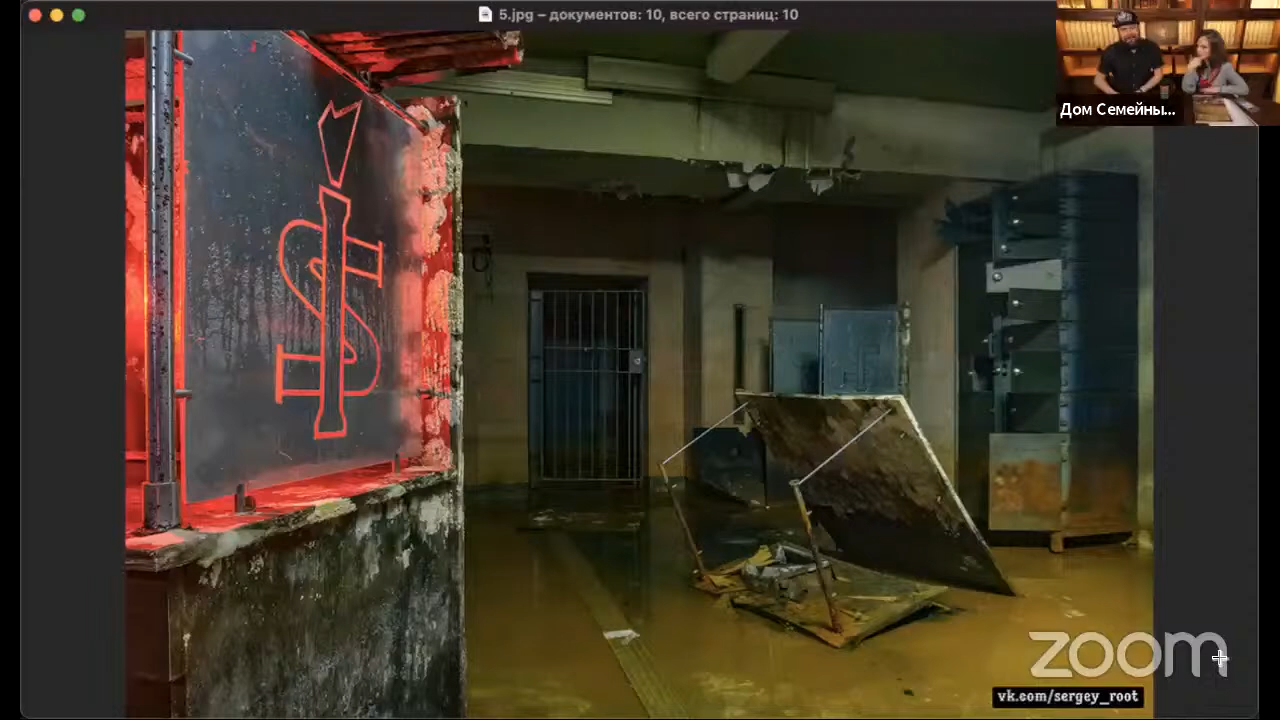 5.jpg – документов: 10, всего страниц: 10
Дом Семейны...
zoom
vk.com/sergey_root